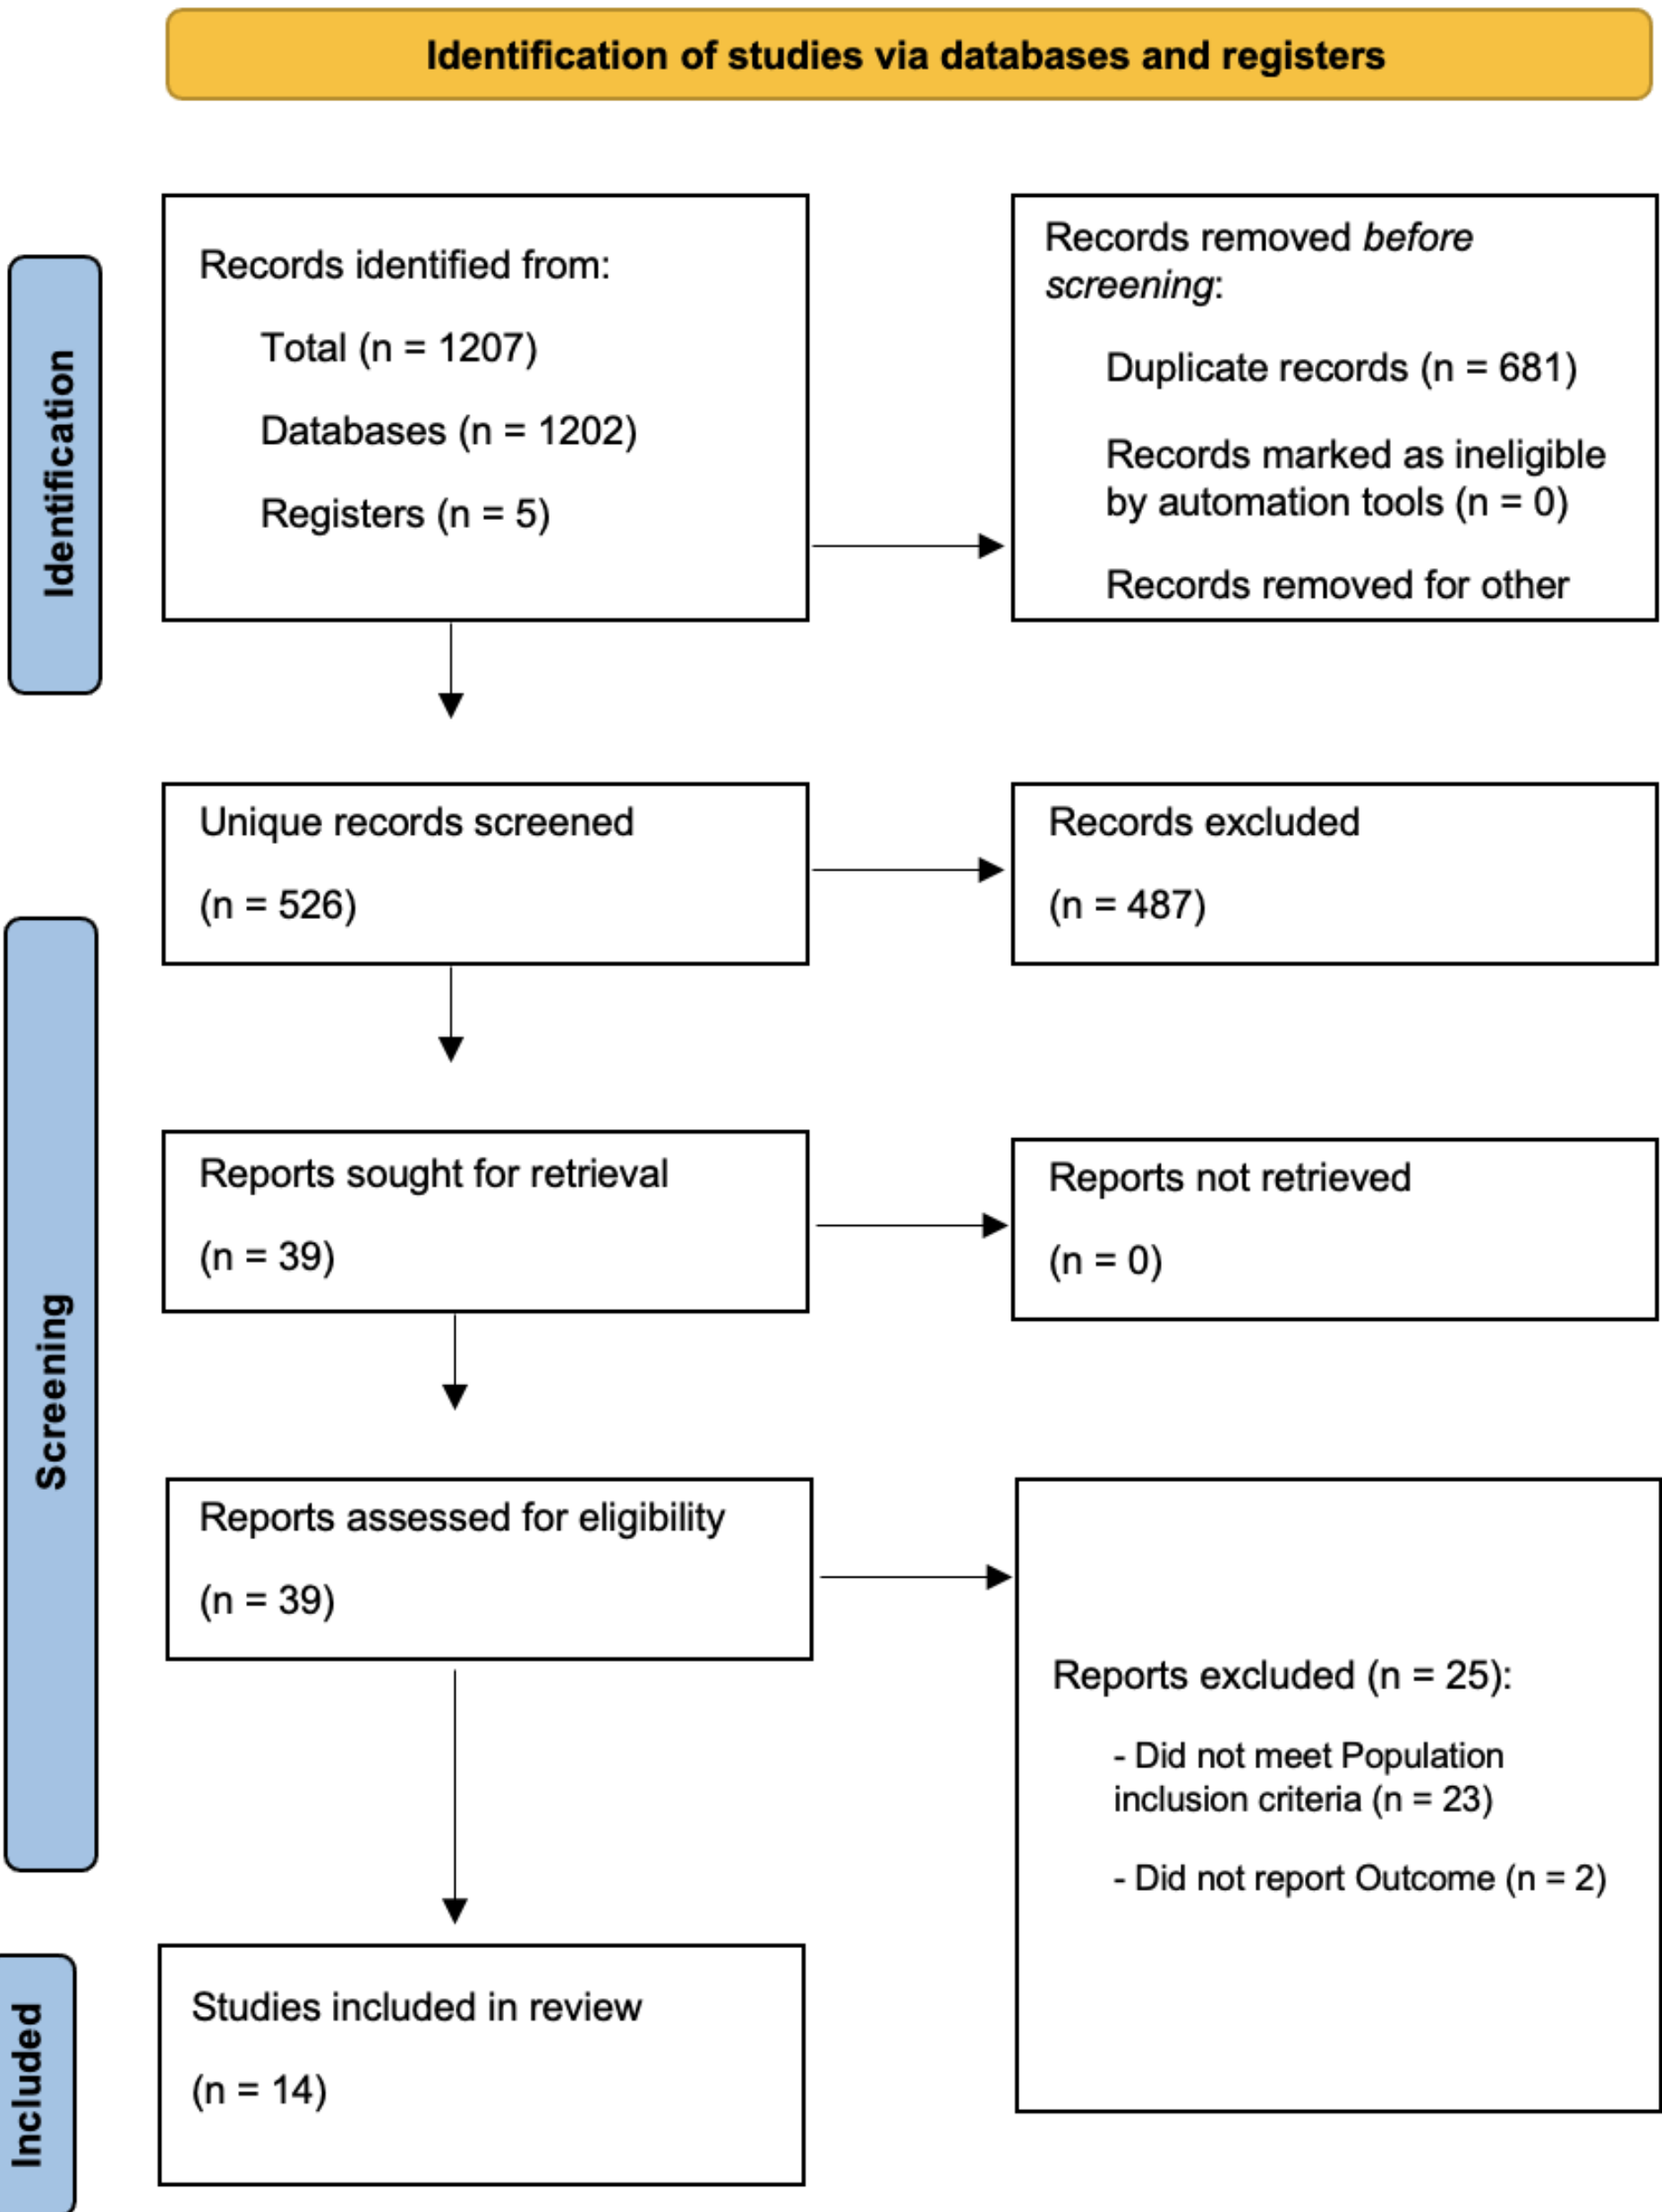 Identification of studies via databases and registers
Identification
Records identified from:
Total (n = 1207)
Databases (n = 1202)
Registers (n = 5)
Records removed before
screening:
Duplicate records (n = 681)
Records marked as ineligible
by automation tools (n = 0)
Records removed for other
Screening
Unique records screened
(n = 526)
Records excluded
(n = 487)
Reports sought for retrieval
(n = 39)
Reports not retrieved
(n = 0)
Reports assessed for eligibility
(n = 39)
Reports excluded (n = 25):
- Did not meet Population
inclusion criteria (n = 23)
- Did not report Outcome (n = 2)
Included
Studies included in review
(n = 14)